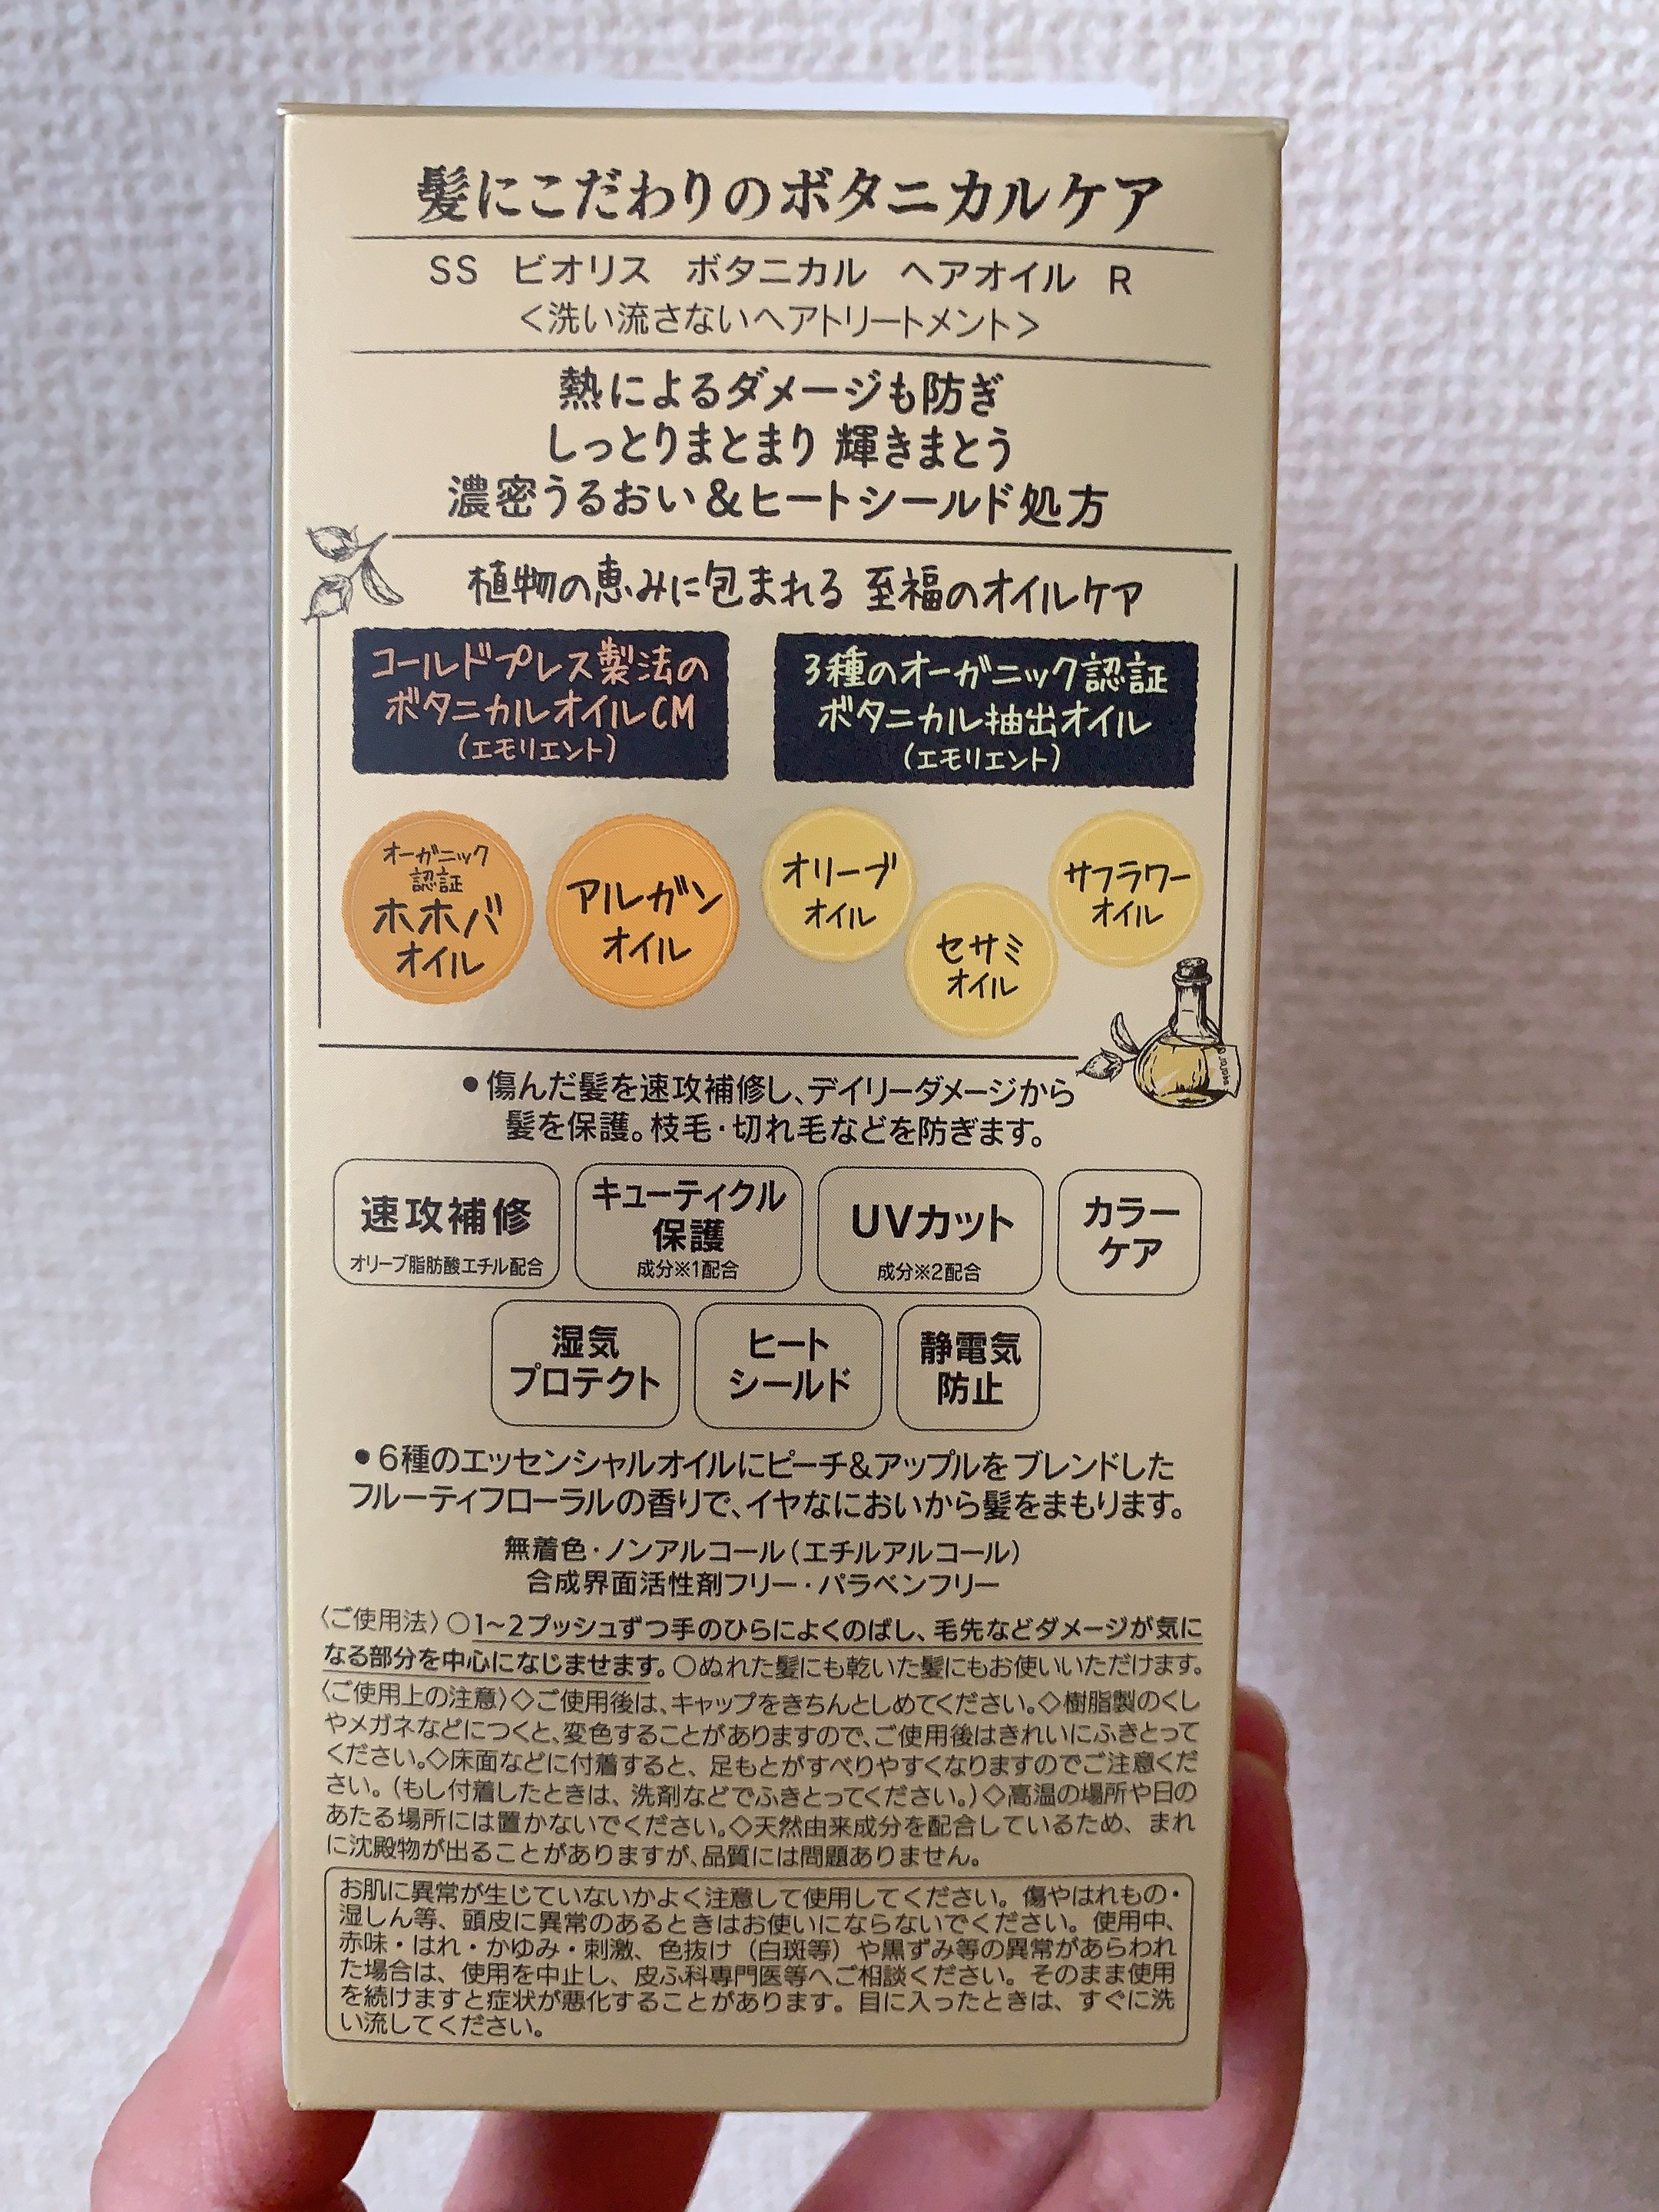 髪にこだわりのボタニカルケア
SS ビオリス ボタニカル ヘアオイル R
<洗い流さないヘアトリートメント>
熱によるダメージも防ぎ
しっとりまとまり 輝きまとう
濃密うるおい&ヒートシールド処方
植物の恵みに包まれる 至福のオイルケア
コールドプレス製法の
ボタニカルオイルCM
(エモリエント)
3種のオーガニック認証
ボタニカル抽出オイル
(エモリエント)
オーガニック
認証
ホホバ
オイル
アルガン
オイル
オリーブ
オイル
セサミ
オイル
サフラワー
オイル
●傷んだ髪を速攻補修し、デイリーダメージから
髪を保護。枝毛・切れ毛などを防ぎます。
速攻補修
オリーブ脂肪酸エチル配合
キューティクル
保護
成分※1配合
UVカット
成分※2配合
カラー
ケア
湿気
プロテクト
ヒート
シールド
静電気
防止
●6種のエッセンシャルオイルにピーチ&アップルをブレンドした
フルーティフローラルの香りで、イヤなにおいから髪をまもります。
無着色・ノンアルコール(エチルアルコール)
合成界面活性剤フリー・パラベンフリー
〈ご使用法〉○1~2プッシュずつ手のひらによくのばし、毛先などダメージが気に
なる部分を中心になじませます。○ぬれた髪にも乾いた髪にもお使いいただけます。
〈ご使用上の注意〉◇ご使用後は、キャップをきちんとしめてください。◇樹脂製のくし
やメガネなどにつくと、変色することがありますので、ご使用後はきれいにふきとって
ください。◇床面などに付着すると、足もとがすべりやすくなりますのでご注意くだ
さい。(もし付着したときは、洗剤などでふきとってください。)◇高温の場所や日の
あたる場所には置かないでください。◇天然由来成分を配合しているため、まれ
に沈殿物が出ることがありますが、品質には問題ありません。
お肌に異常が生じていないかよく注意して使用してください。傷やはれもの・
湿しん等、頭皮に異常のあるときはお使いにならないでください。使用中、
赤味・はれ・かゆみ・刺激、色抜け（白斑等）や黒ずみ等の異常があらわれ
た場合は、使用を中止し、皮ふ科専門医等へご相談ください。そのまま使用
を続けますと症状が悪化することがあります。目に入ったときは、すぐに洗
い流してください。